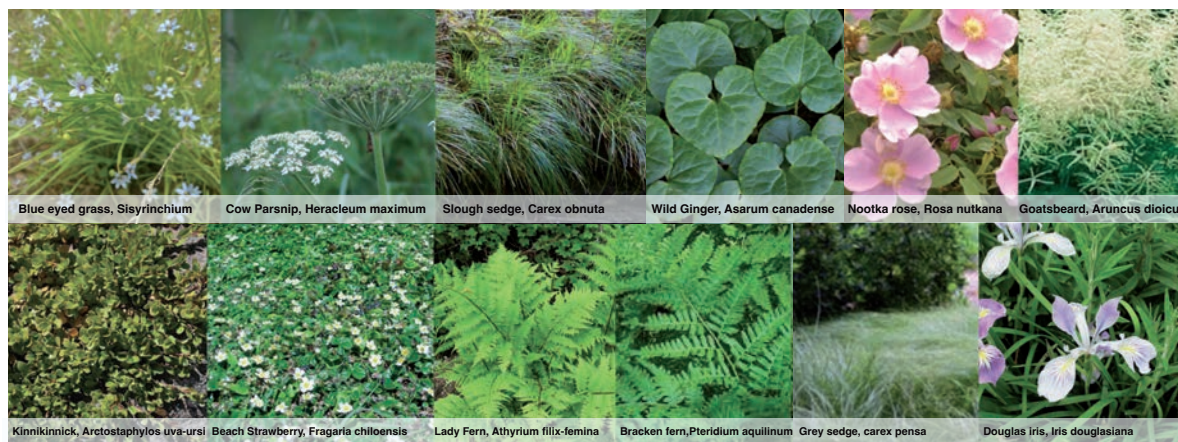 Blue eyed grass, Sisyrinchium
Cow Parsnip, Heracleum maximum
Slough sedge, Carex obnuta
Wild Ginger, Asarum canadense
Nootka rose, Rosa nutkana
Goatsbeard, Aruncus dioicu
Kinnikinnick, Arctostaphylos uva-ursi
Beach Strawberry, Fragaria chiloensis
Lady Fern, Athyrium filix-femina
Bracken fern,Pteridium aquilinum
Grey sedge, carex pensa
Douglas iris, Iris douglasiana